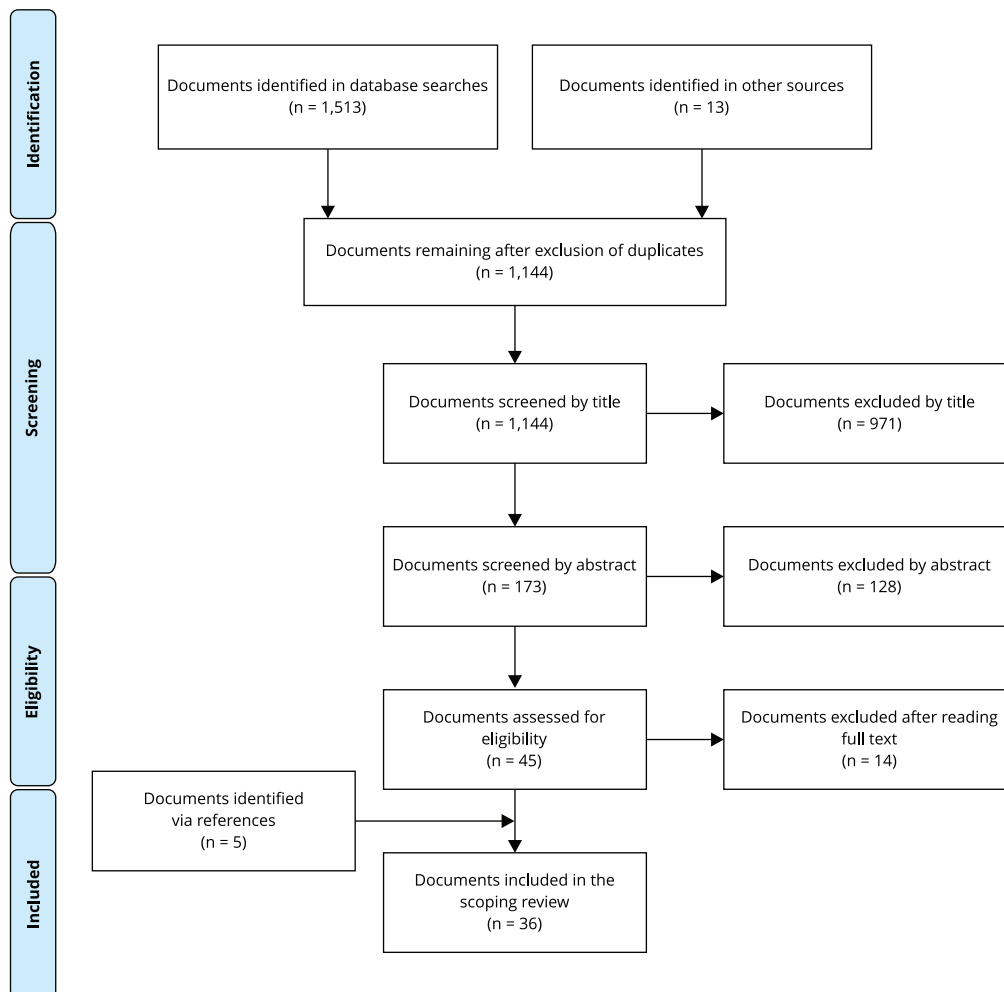 Identification
Documents identified in database searches
(n = 1,513)
Documents identified in other sources
(n = 13)
Screening
Documents remaining after exclusion of duplicates
(n = 1,144)
Documents screened by title
(n = 1,144)
Documents excluded by title
(n = 971)
Documents screened by abstract
(n = 173)
Documents excluded by abstract
(n = 128)
Eligibility
Documents assessed for
eligibility
(n = 45)
Documents excluded after reading
full text
(n = 14)
Included
Documents identified
via references
(n = 5)
Documents included in the
scoping review
(n = 36)